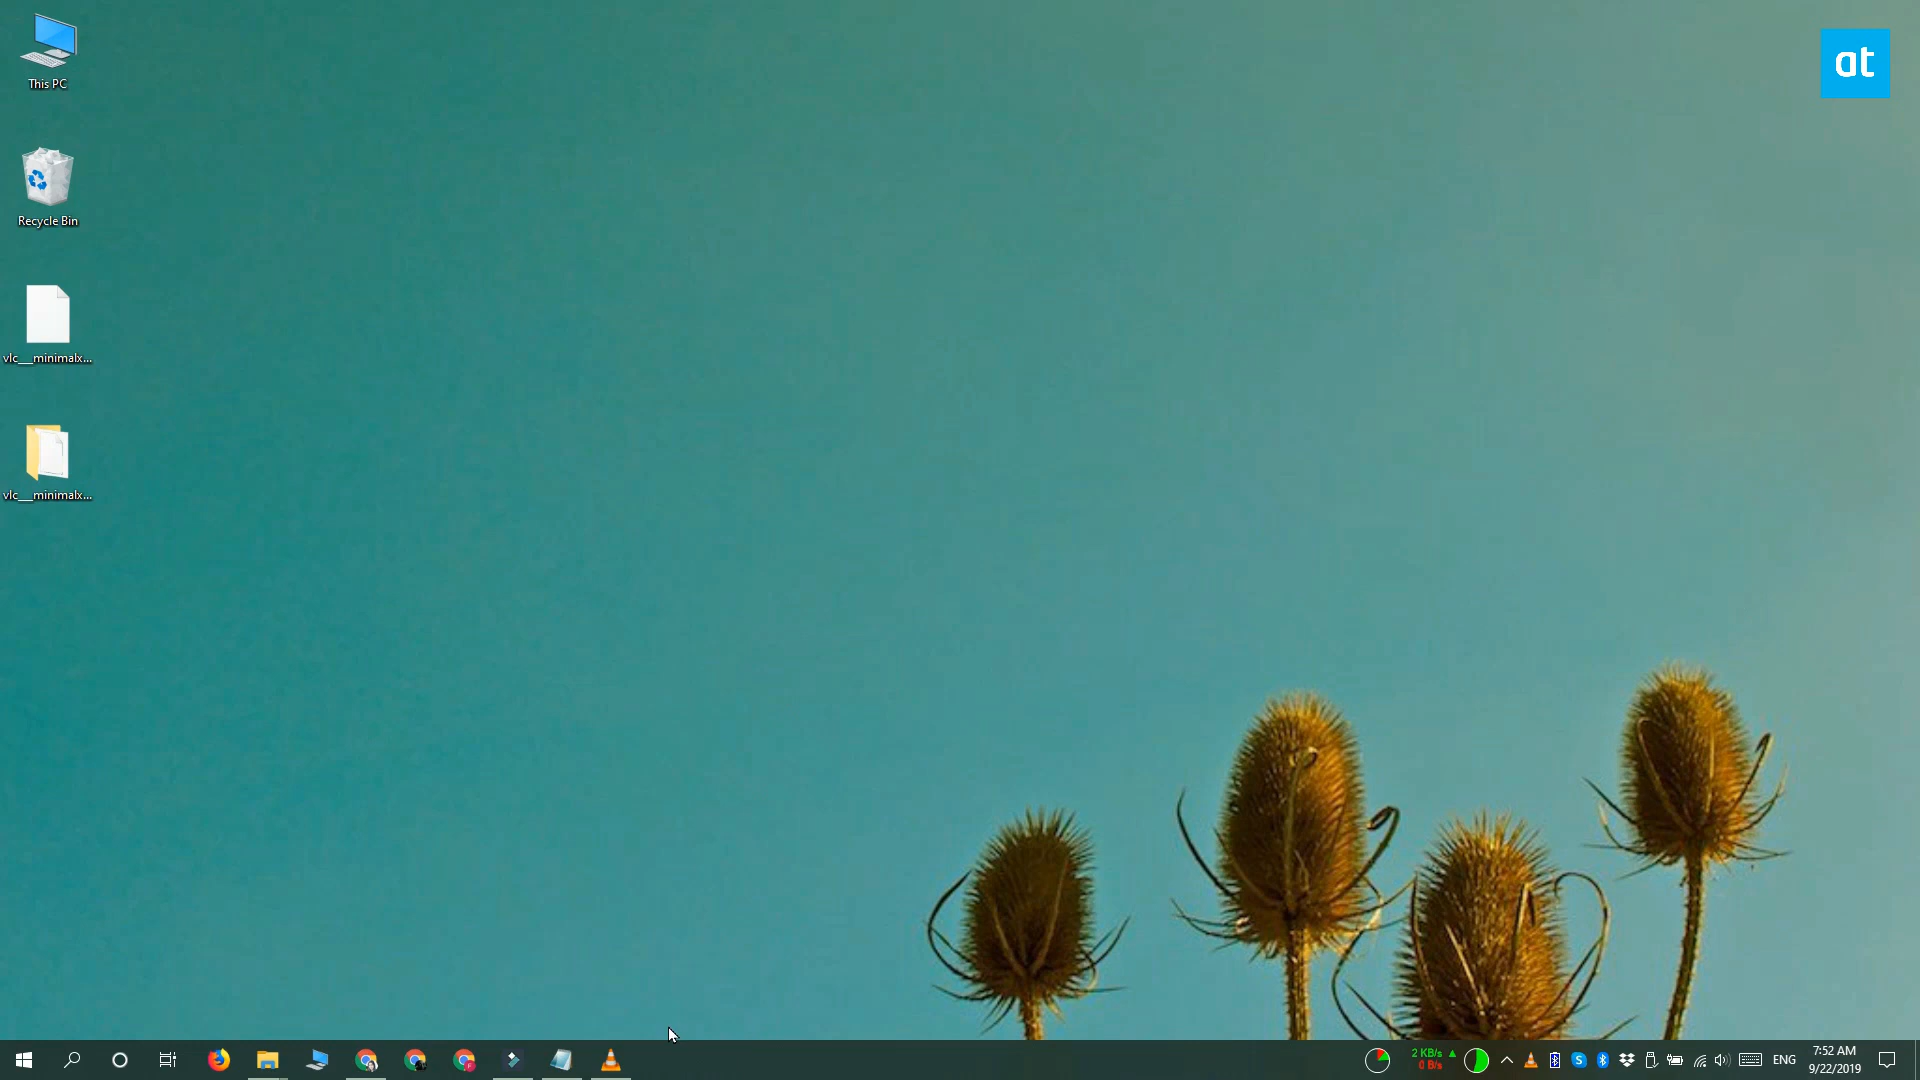 This PC
at
Recycle Bin
vlc__minimalx...
vlc__minimalx...
2 KB/s
0 B/s
ENG
7:52 AM
9/22/2019